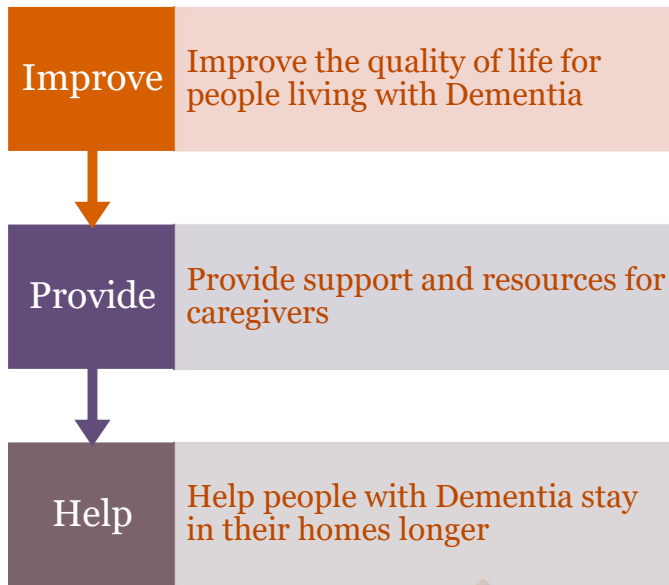 Improve
Improve the quality of life for
people living with Dementia
Provide
Provide support and resources for
caregivers
Help
Help people with Dementia stay
in their homes longer